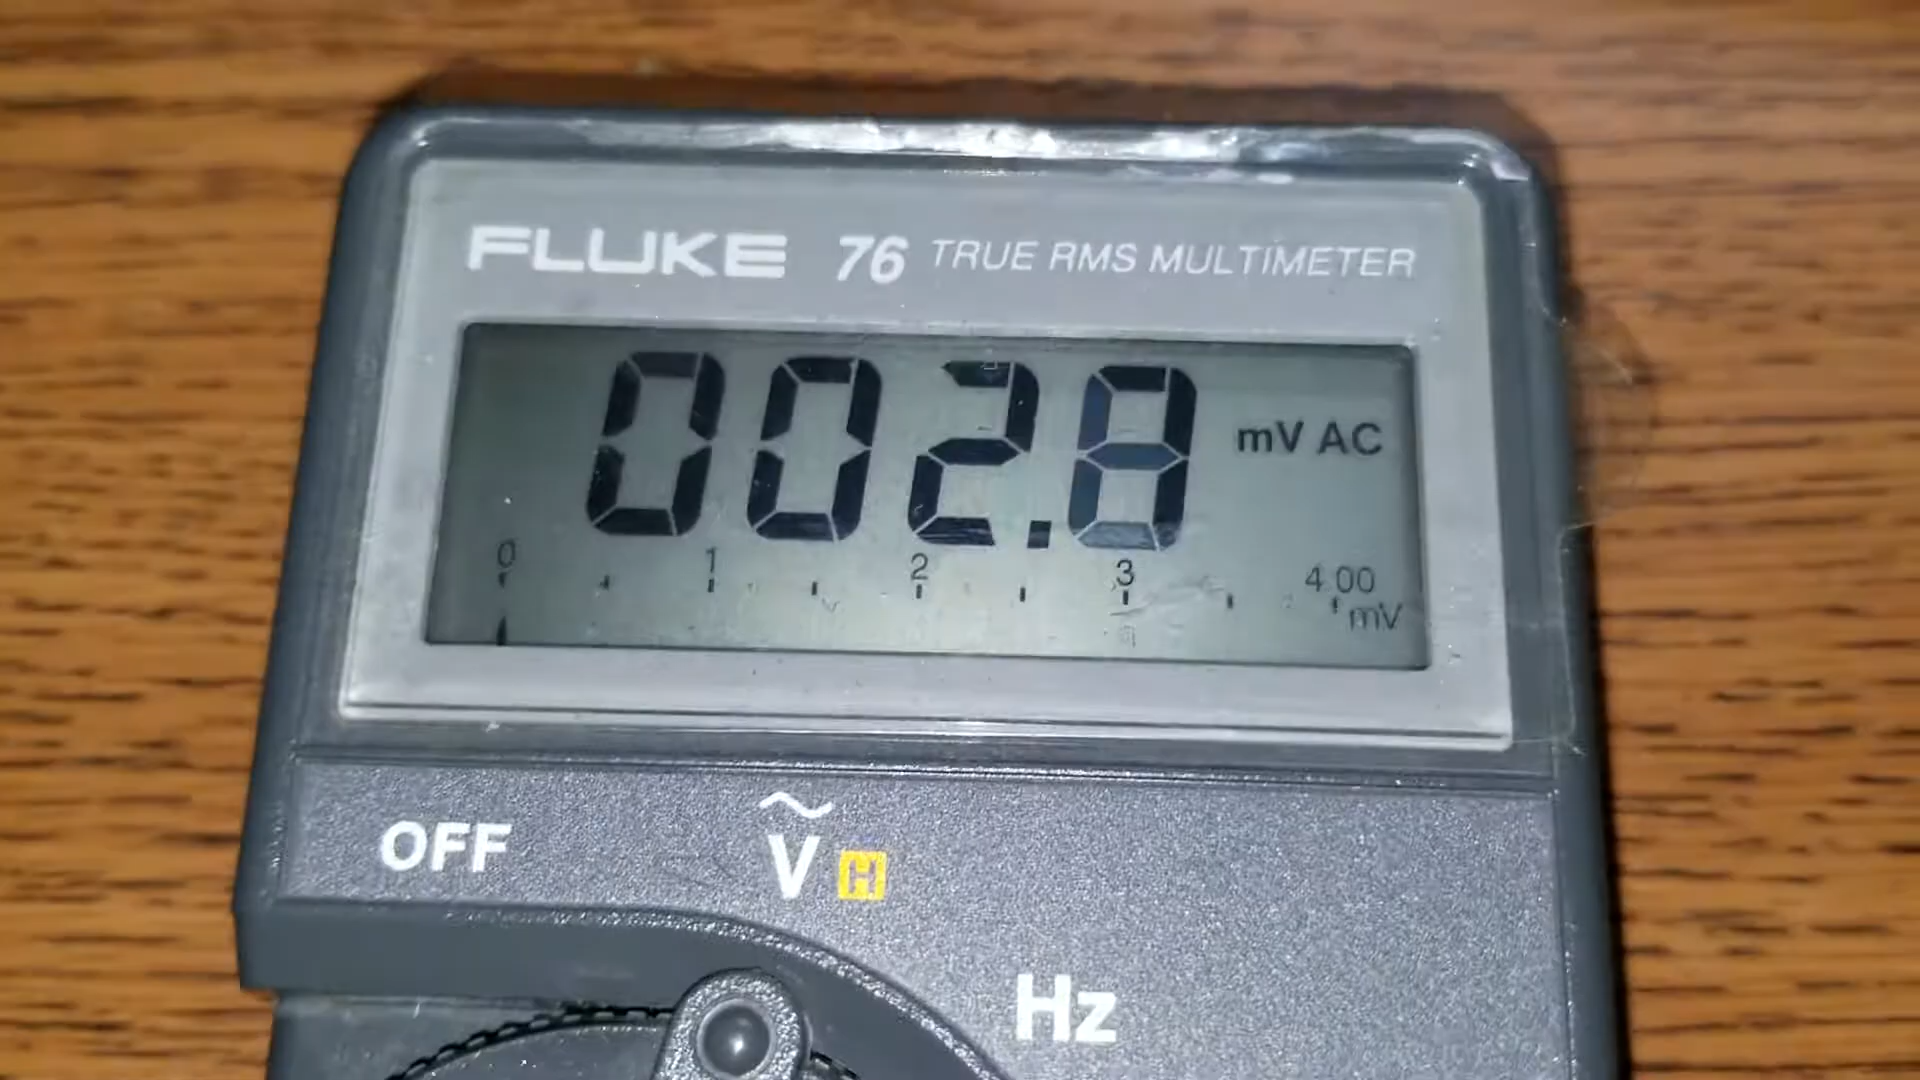 FLUKE 76 TRUE RMS MULTIMETER
002.8 mV AC
0 1 2 3 4 00
mV
OFF
V H
Hz